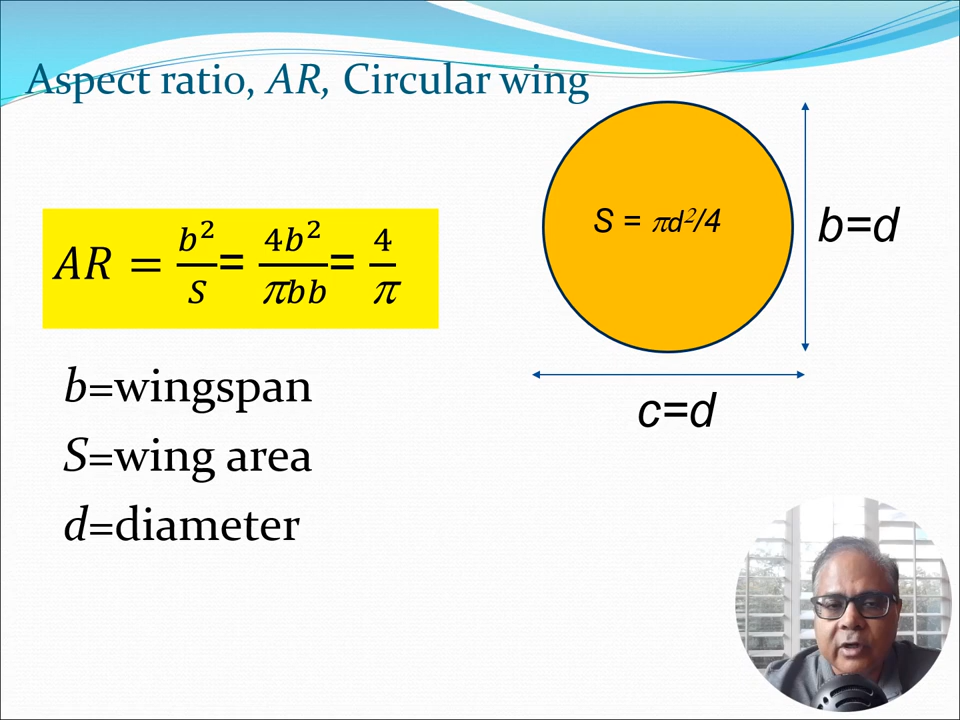 Aspect ratio, AR, Circular wing
S = πd²/4
b=d
AR = b²/S = 4b²/πbb = 4/π
c=d
b=wingspan
S=wing area
d=diameter